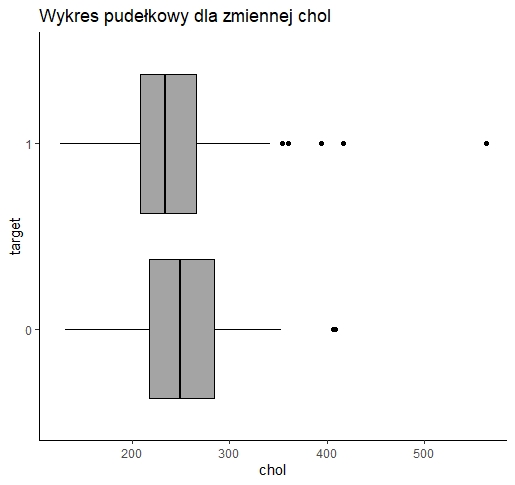 Wykres pudełkowy dla zmiennej chol
1
target
0
200 300 400 500
chol